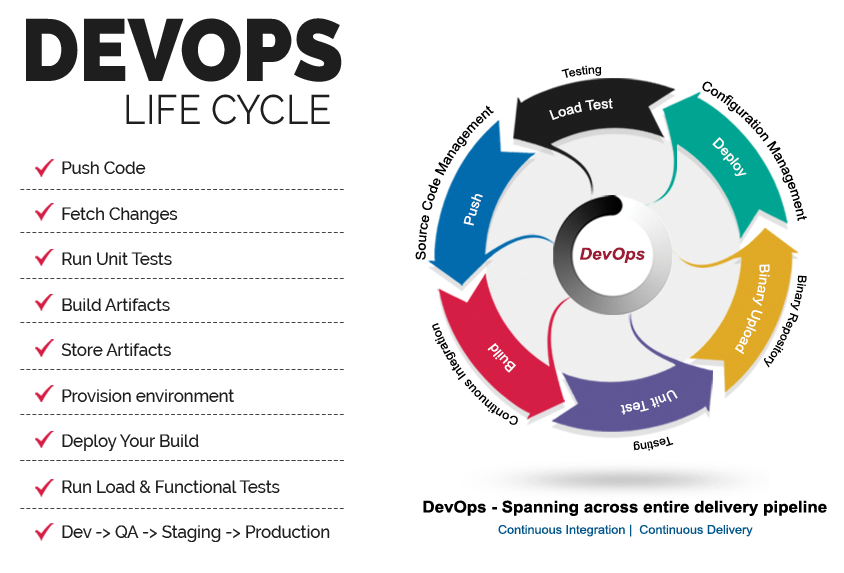 DEVOPS
LIFE CYCLE
Push Code
Fetch Changes
Run Unit Tests
Build Artifacts
Store Artifacts
Provision environment
Deploy Your Build
Run Load & Functional Tests
Dev -> QA -> Staging -> Production
Testing
Load Test
Configuration Management
Deploy
Binary Repository
Binary Upload
Testing
Unit Test
Continuous Integration
Build
Source Code Management
Push
DevOps
DevOps - Spanning across entire delivery pipeline
Continuous Integration | Continuous Delivery